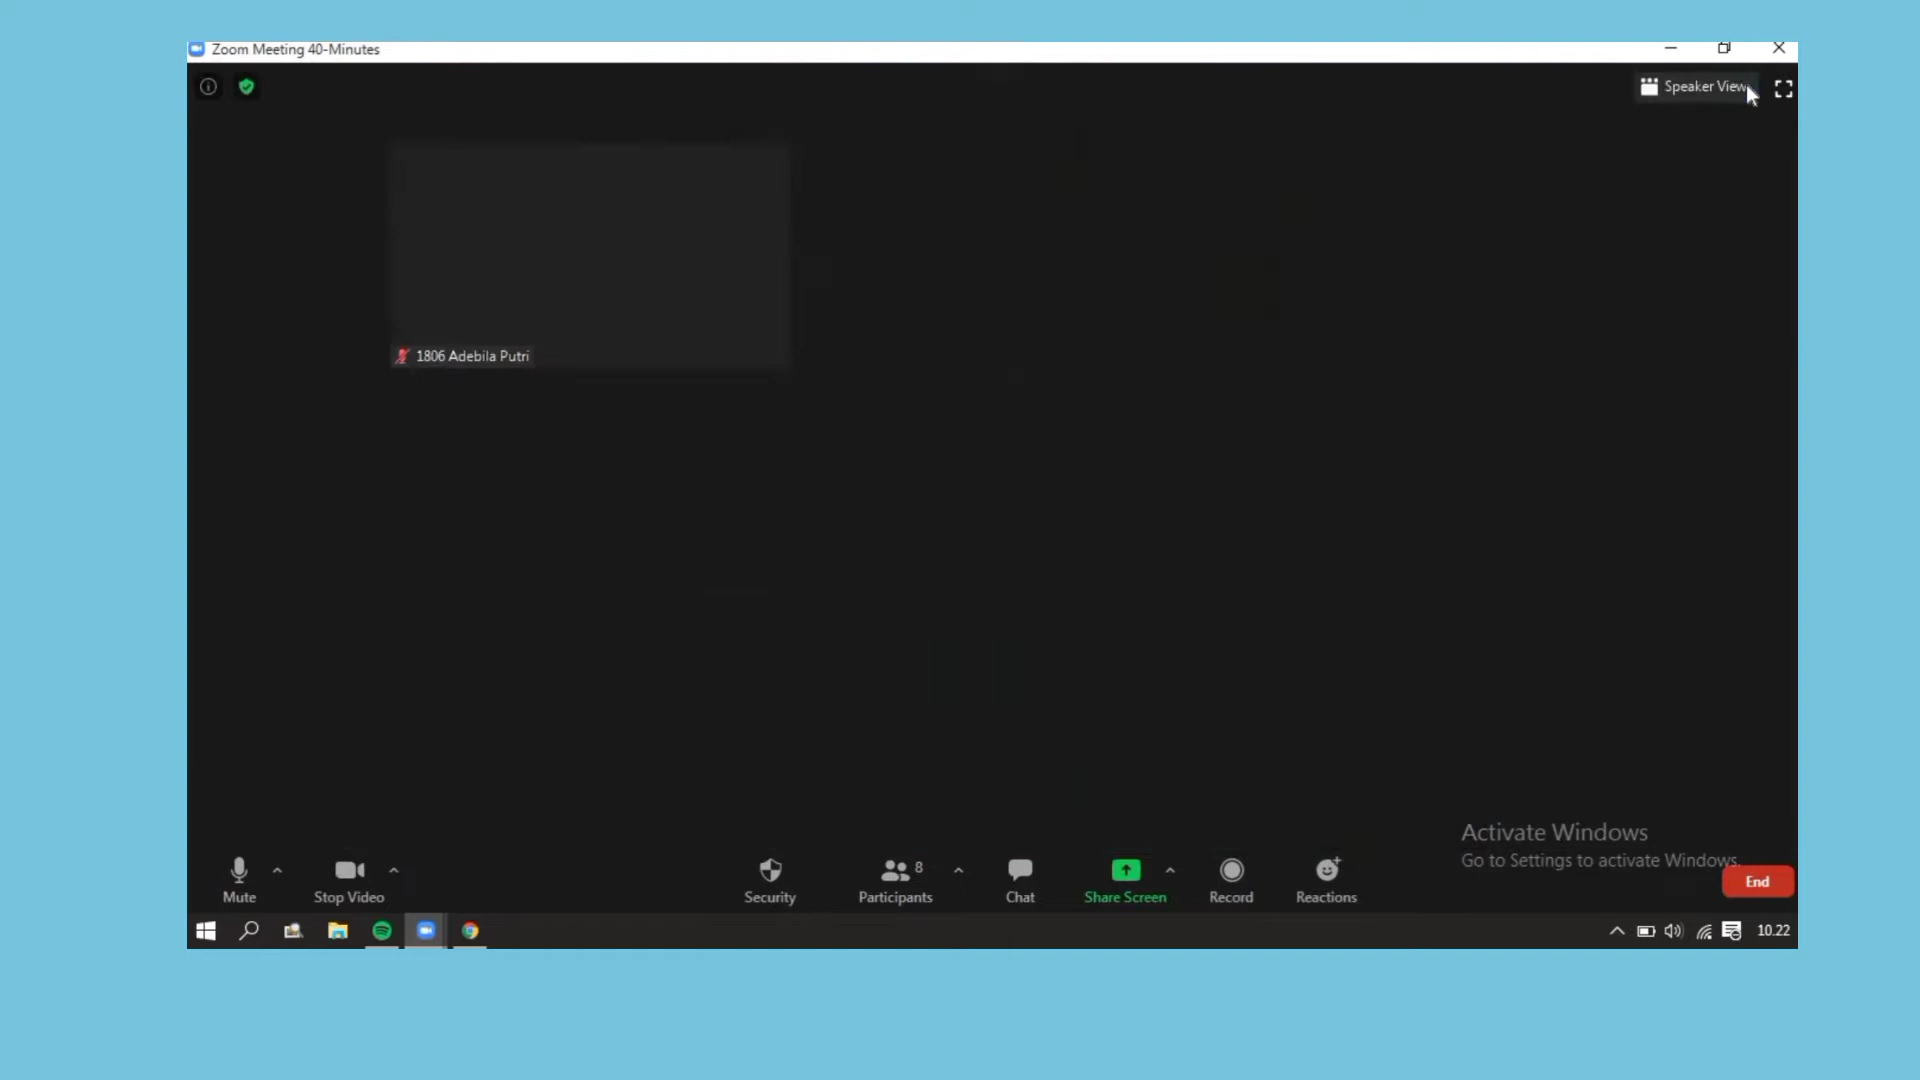 Zoom Meeting 40-Minutes
Speaker View
1806 Adebila Putri
Activate Windows
Go to Settings to activate Windows.
8
Mute
Stop Video
Security
Participants
Chat
Share Screen
Record
Reactions
End
10.22